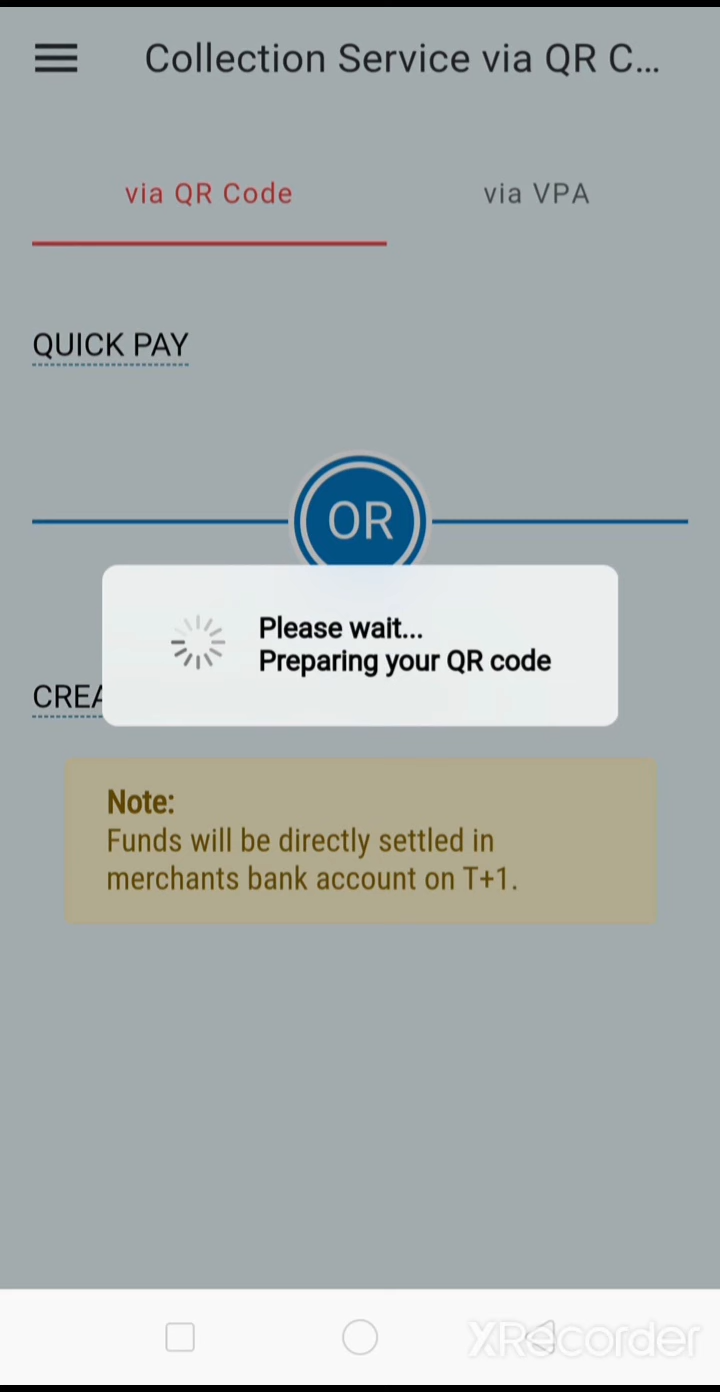 Collection Service via QR C...
via QR Code
via VPA
QUICK PAY
OR
Please wait...
Preparing your QR code
CREA
Note:
Funds will be directly settled in
merchants bank account on T+1.
XRecorder